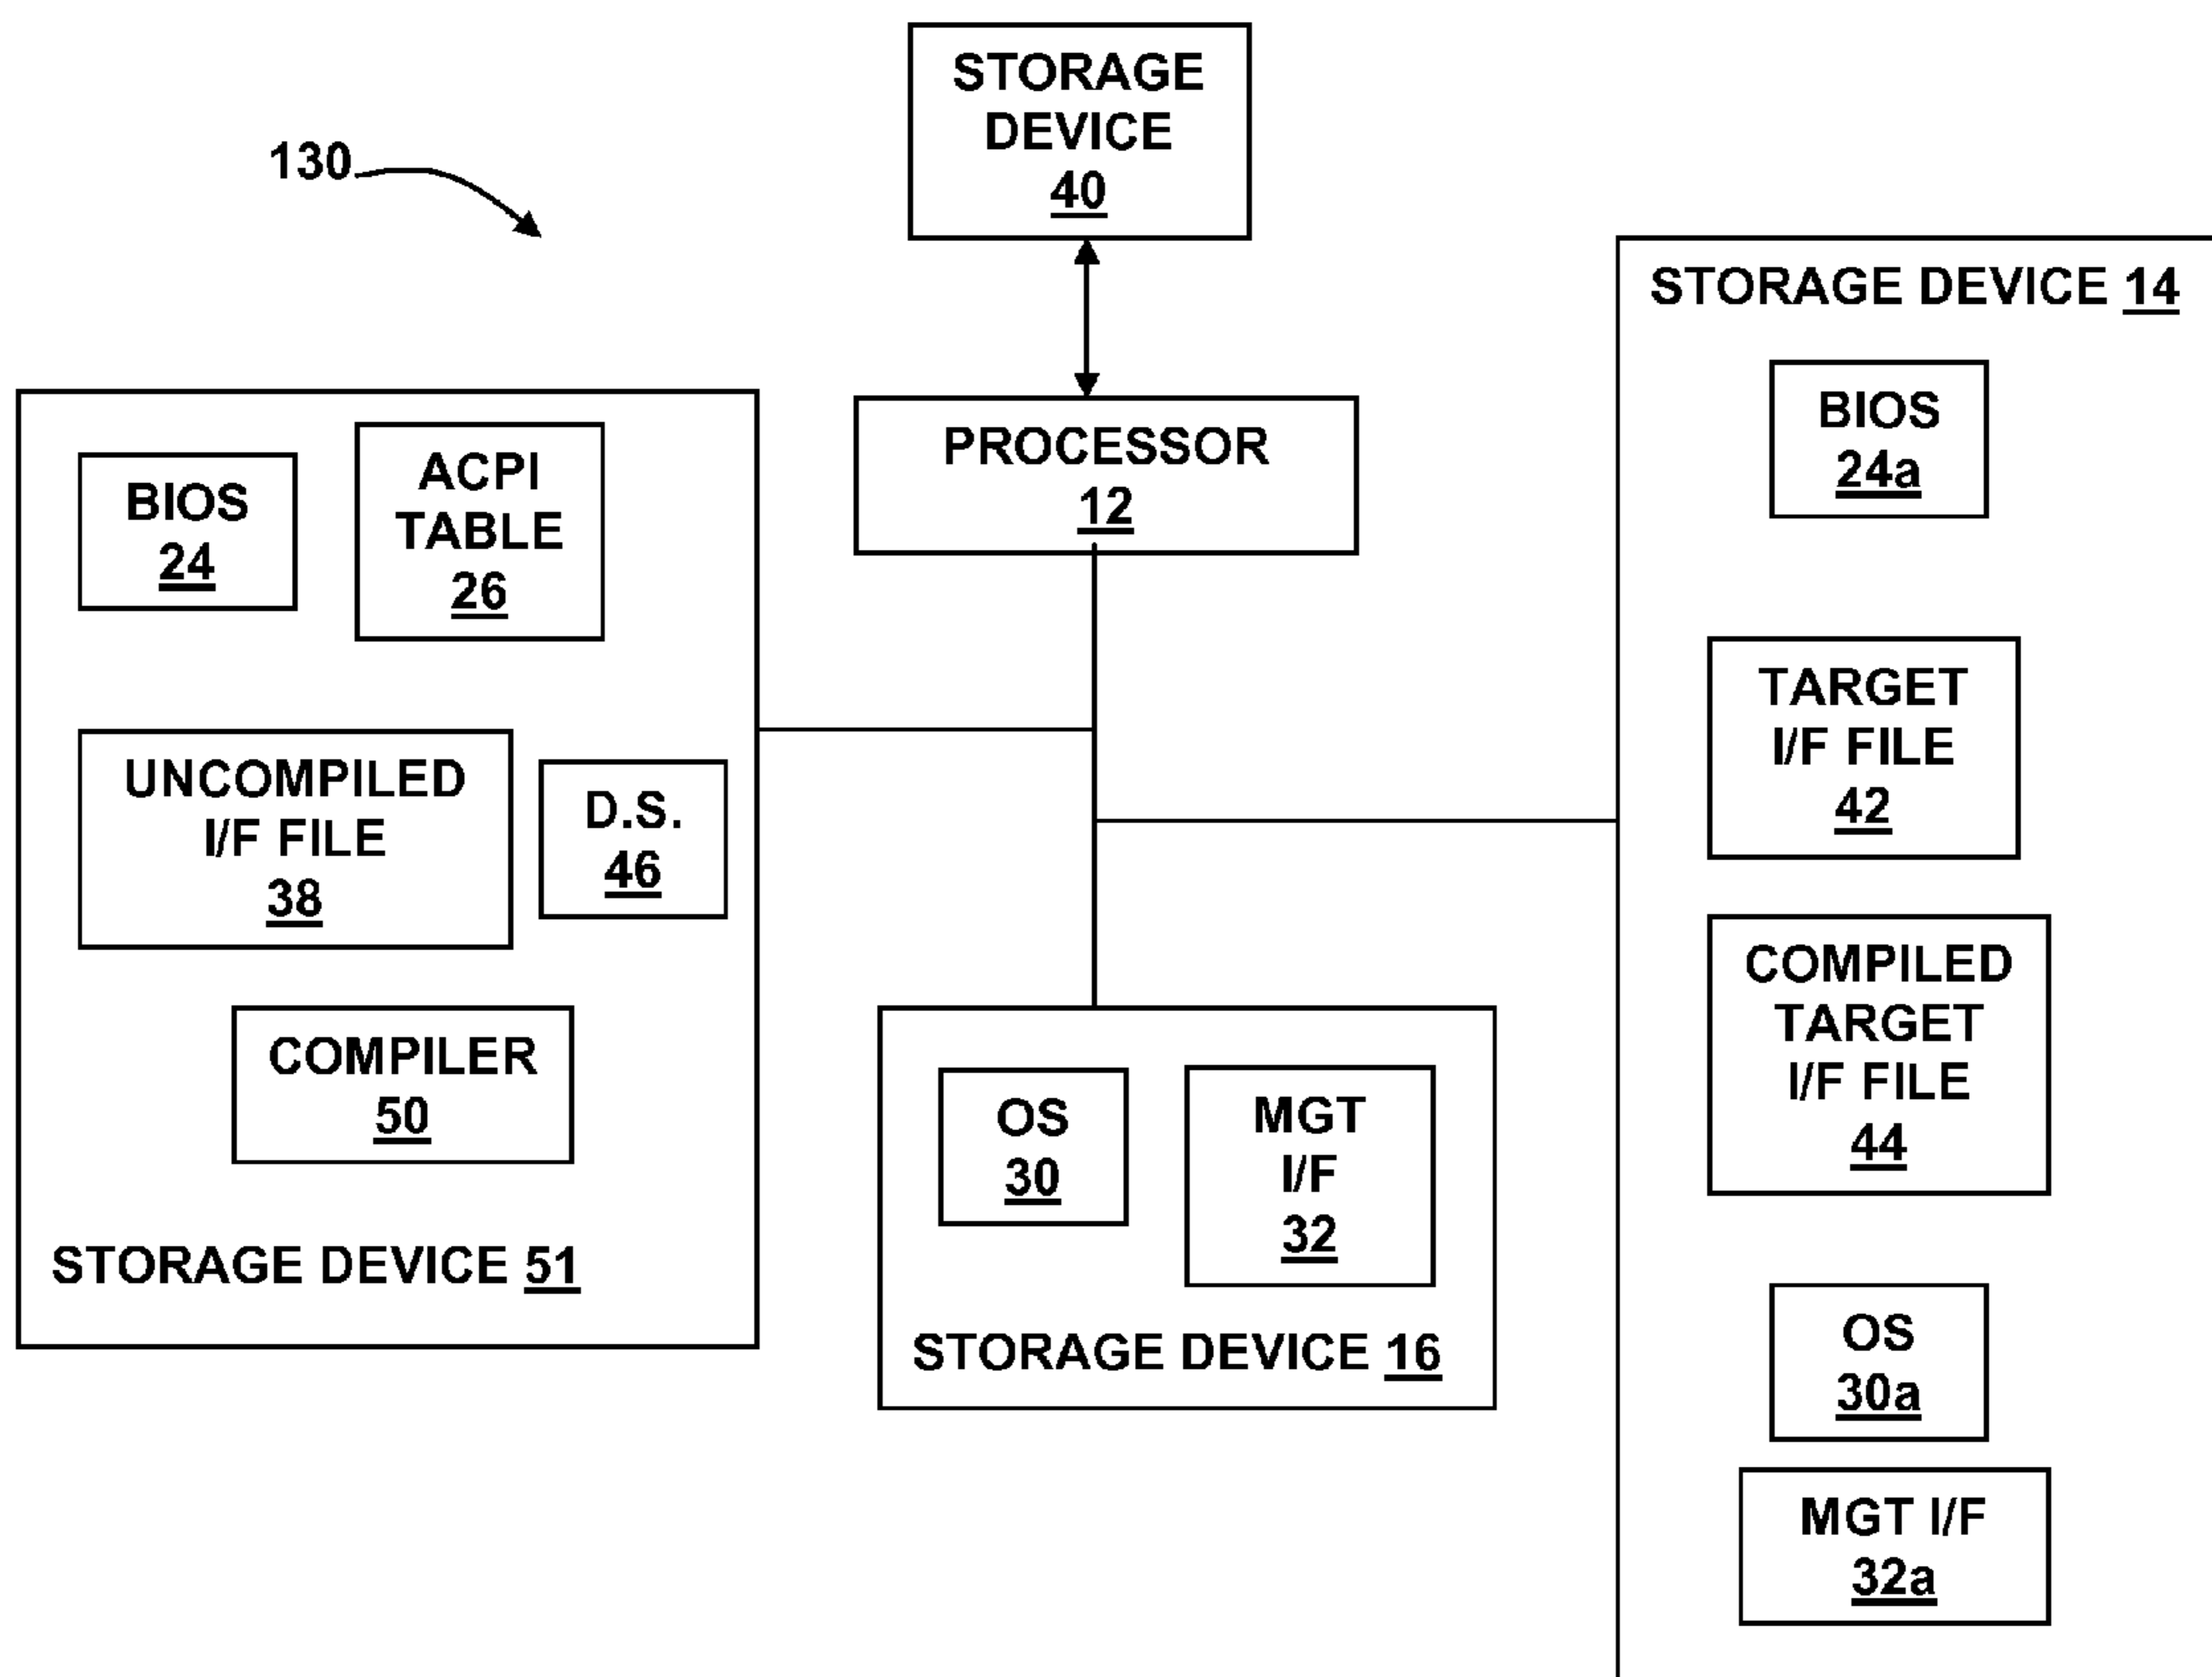 STORAGE
DEVICE
40
130
PROCESSOR
12
BIOS
24
ACPI
TABLE
26
UNCOMPILED
I/F FILE
38
D.S.
46
COMPILER
50
STORAGE DEVICE 51
OS
30
MGT
I/F
32
STORAGE DEVICE 16
STORAGE DEVICE 14
BIOS
24a
TARGET
I/F FILE
42
COMPILED
TARGET
I/F FILE
44
OS
30a
MGT I/F
32a